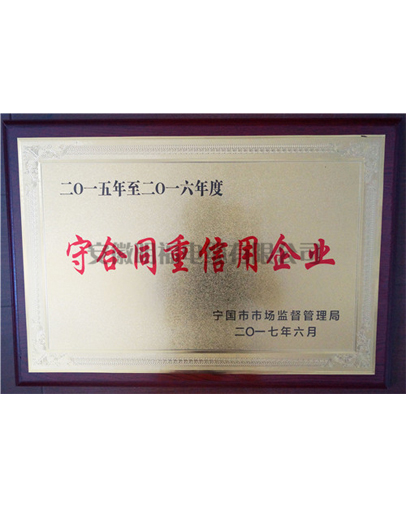 二〇一五年至二〇一六年度
守合同重信用企业
宁国市市场监督管理局
二〇一七年六月